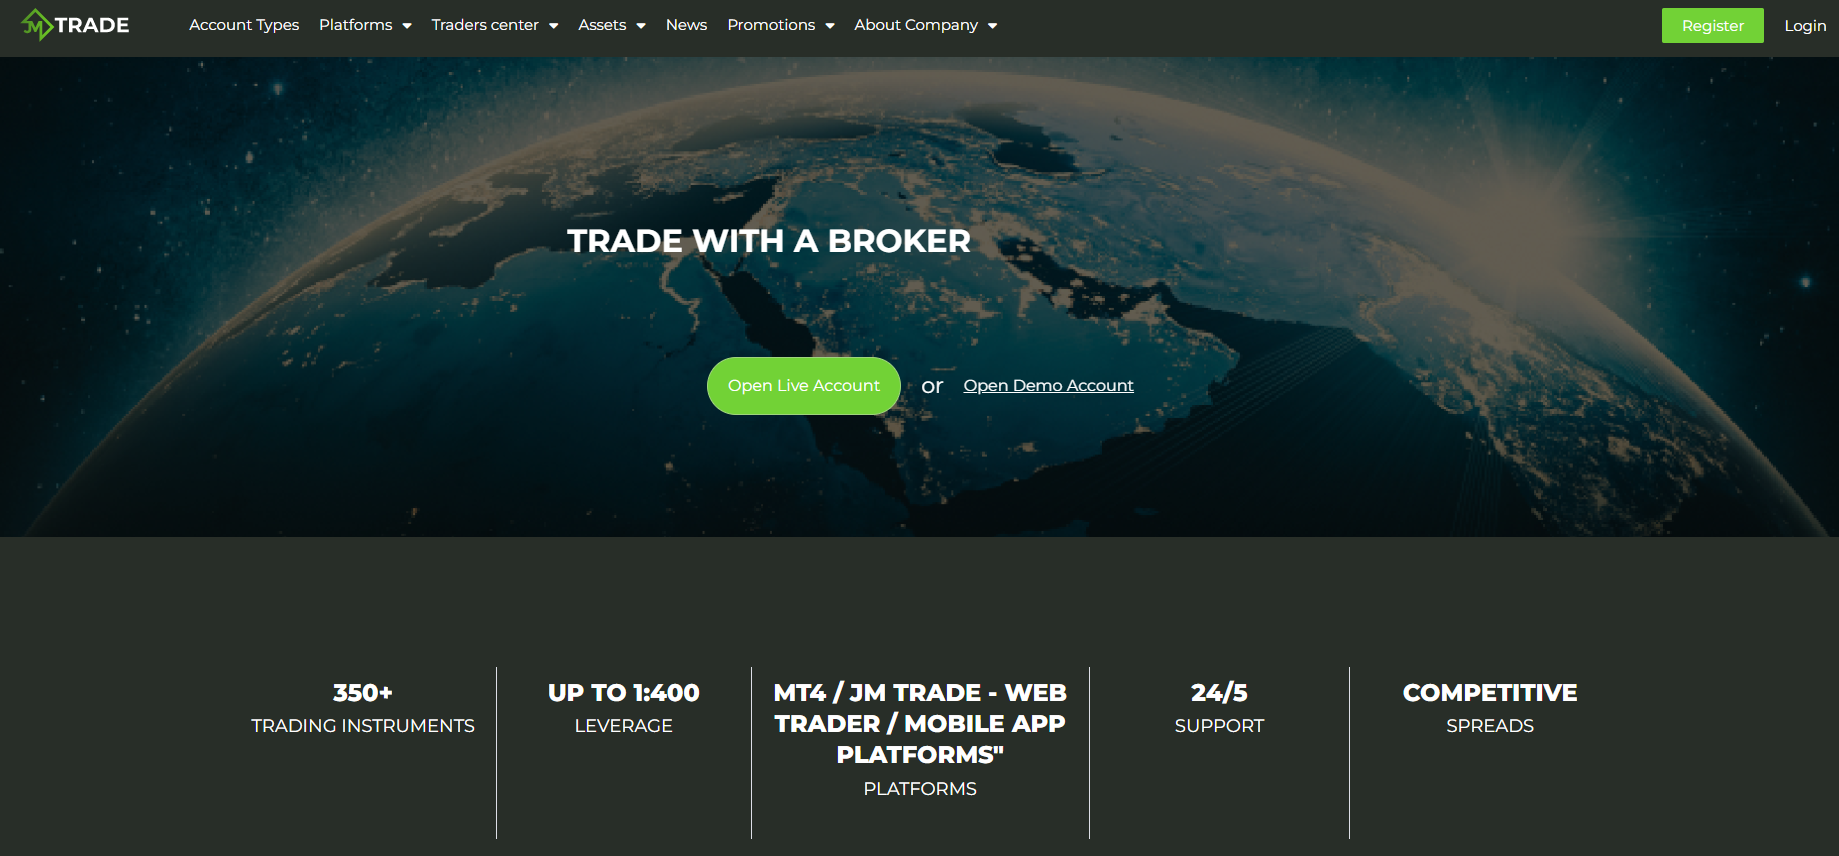 JM TRADE
Account Types Platforms Traders center Assets News Promotions About Company
Register Login
TRADE WITH A BROKER
Open Live Account or Open Demo Account
350+
TRADING INSTRUMENTS
UP TO 1:400
LEVERAGE
MT4 / JM TRADE - WEB
TRADER / MOBILE APP
PLATFORMS"
PLATFORMS
24/5
SUPPORT
COMPETITIVE
SPREADS